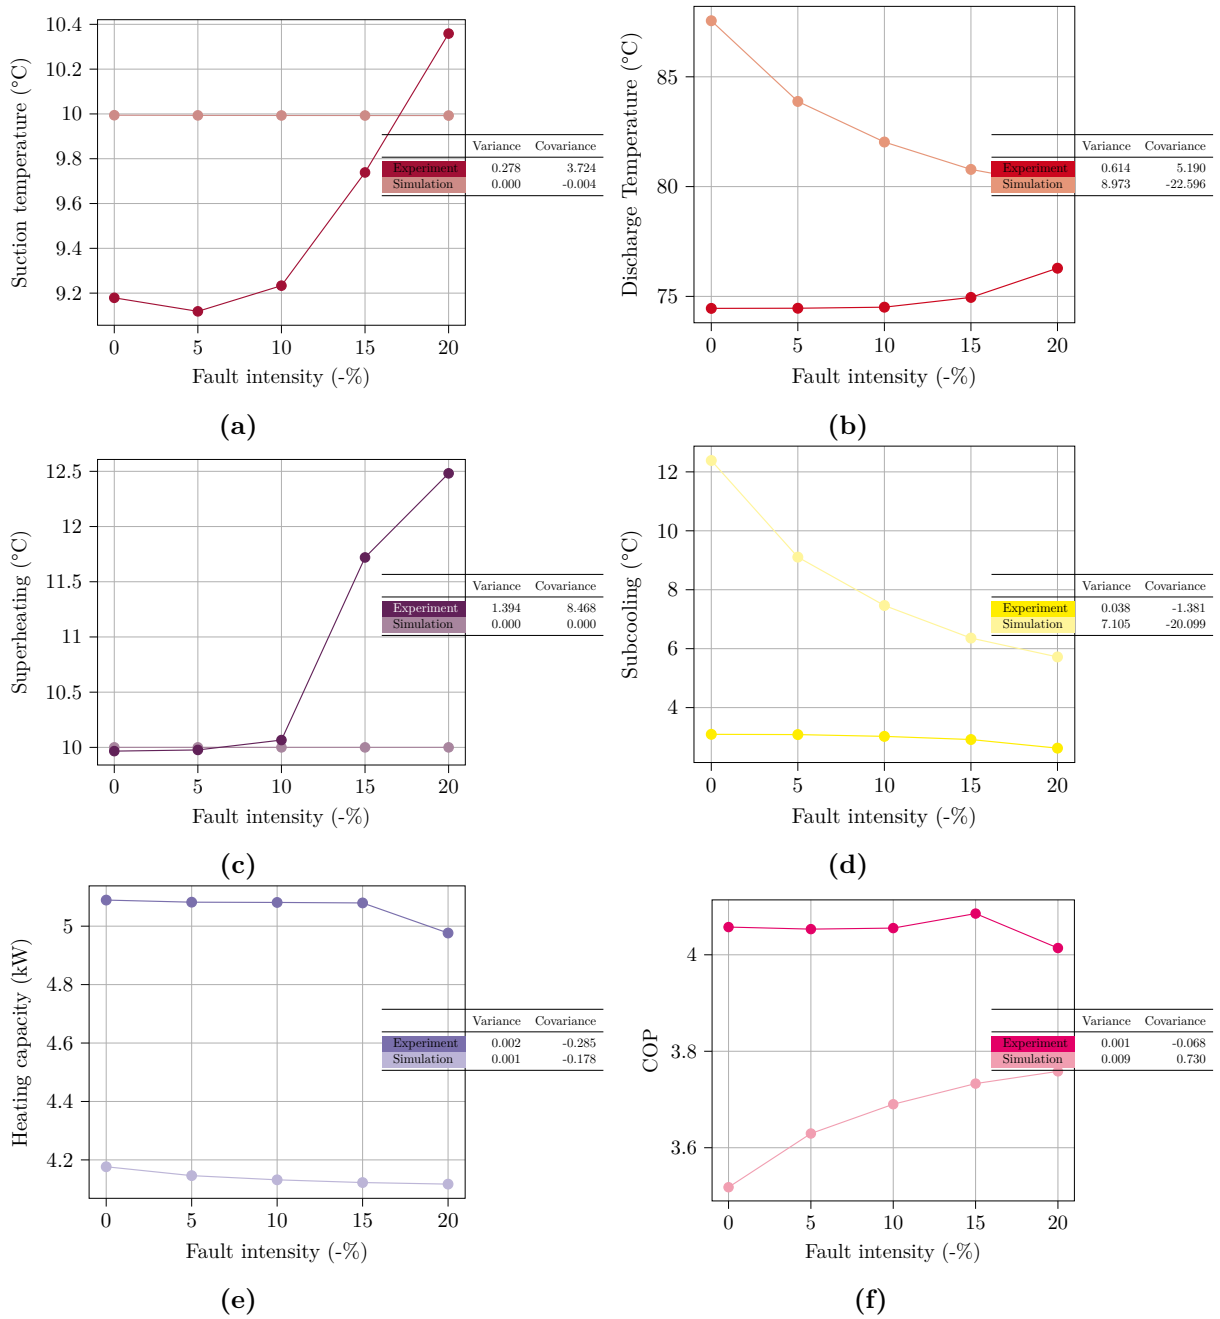 10.4
10.2
10
9.8
9.6
9.4
9.2
Suction temperature (°C)
0 5 10 15 20
Fault intensity (-%)
Variance Covariance
Experiment 0.278 3.724
Simulation 0.000 -0.004
(a)
85
80
75
Discharge Temperature (°C)
0 5 10 15 20
Fault intensity (-%)
Variance Covariance
Experiment 0.614 5.190
Simulation 8.973 -22.596
(b)
12.5
12
11.5
11
10.5
10
Superheating (°C)
0 5 10 15 20
Fault intensity (-%)
Variance Covariance
Experiment 1.394 8.468
Simulation 0.000 0.000
(c)
12
10
8
6
4
Subcooling (°C)
0 5 10 15 20
Fault intensity (-%)
Variance Covariance
Experiment 0.038 -1.381
Simulation 7.105 -20.099
(d)
5
4.8
4.6
4.4
4.2
Heating capacity (kW)
0 5 10 15 20
Fault intensity (-%)
Variance Covariance
Experiment 0.002 -0.285
Simulation 0.001 -0.178
(e)
4
3.8
3.6
COP
0 5 10 15 20
Fault intensity (-%)
Variance Covariance
Experiment 0.001 -0.068
Simulation 0.009 0.730
(f)